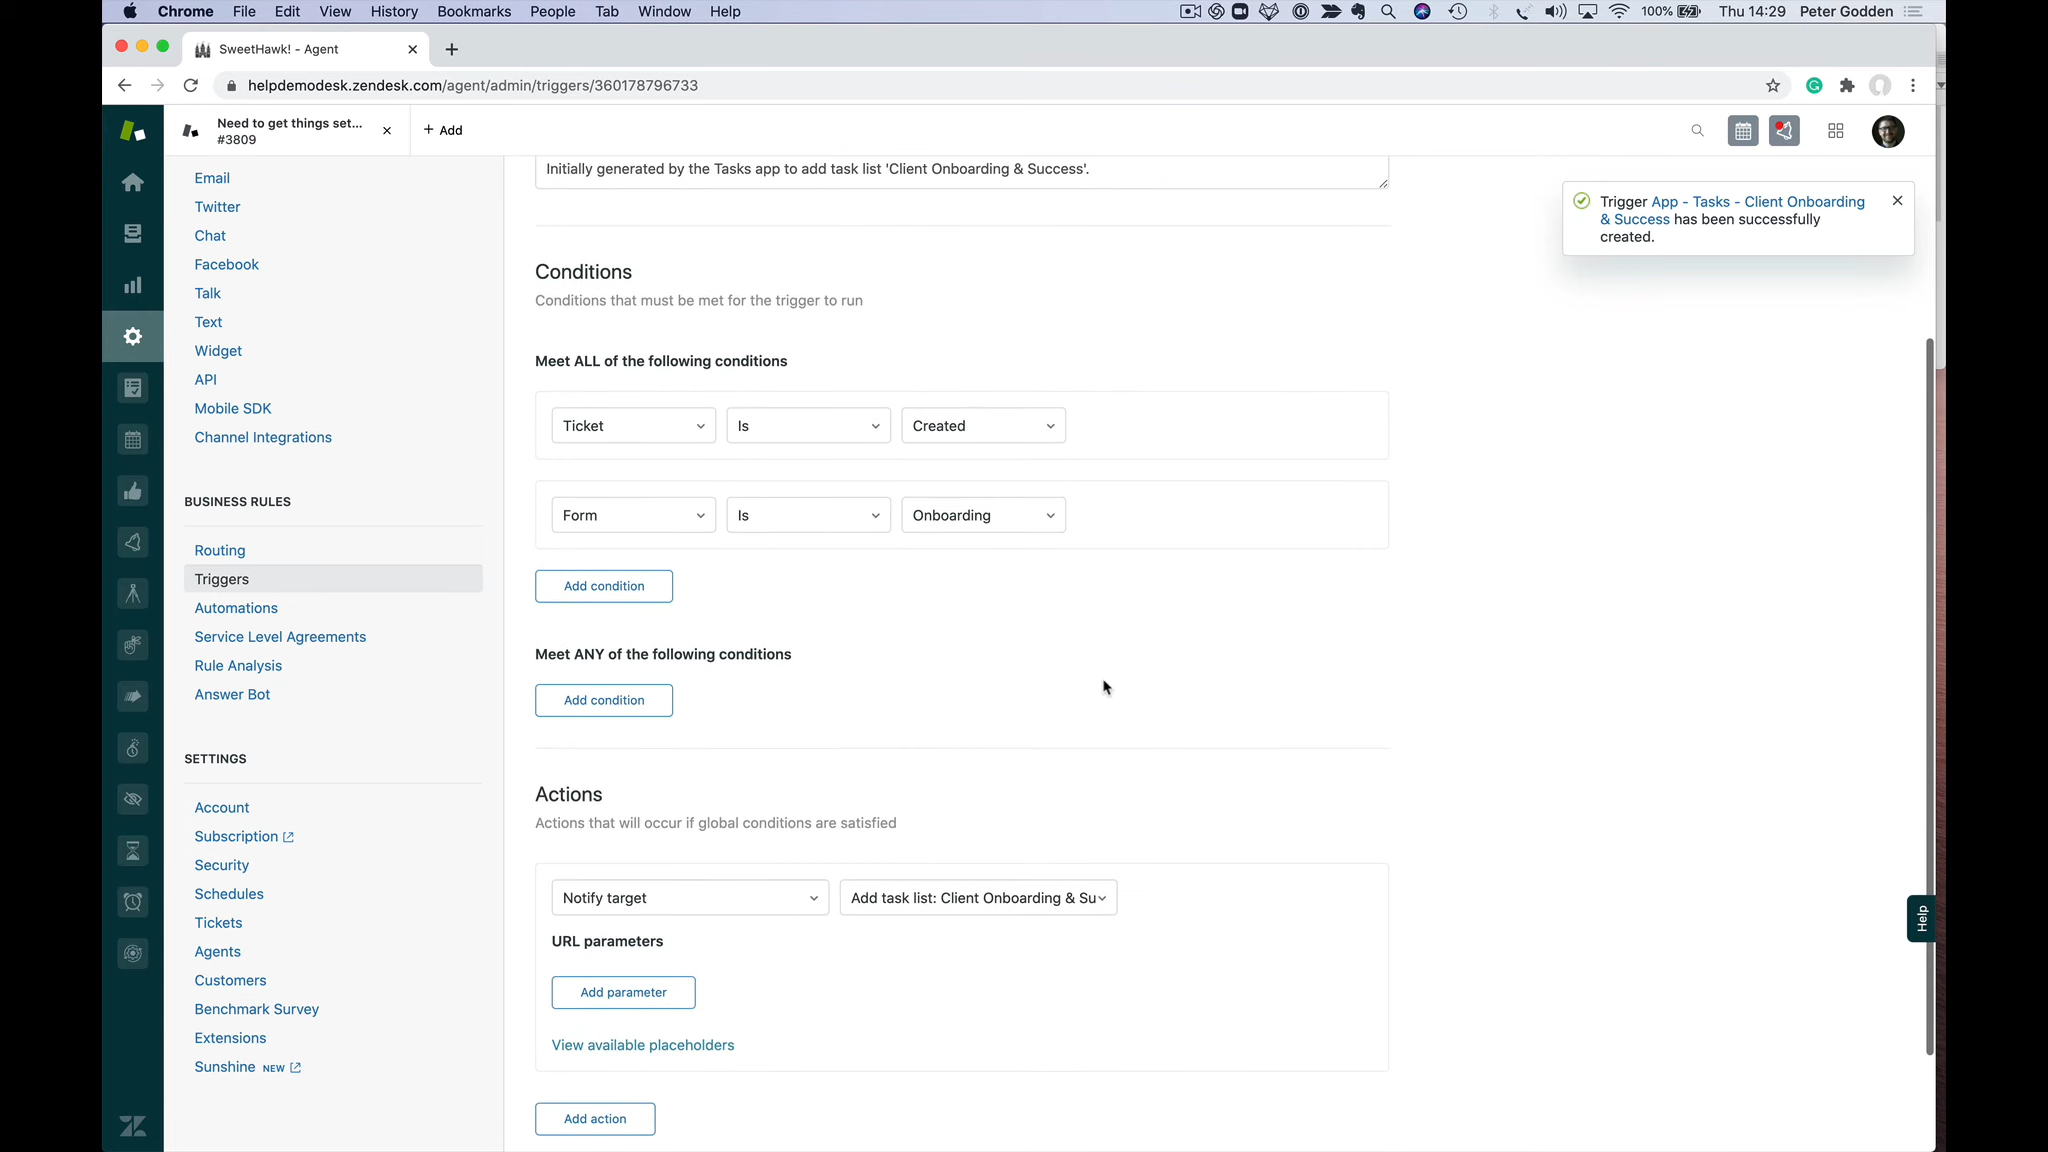 Chrome File Edit View History Bookmarks People Tab Window Help 100% Thu 14:29 Peter Godden
SweetHawk! - Agent
helpdemodesk.zendesk.com/agent/admin/triggers/360178796733
Need to get things set...
#3809
+ Add
Email
Twitter
Chat
Facebook
Talk
Text
Widget
API
Mobile SDK
Channel Integrations
BUSINESS RULES
Routing
Triggers
Automations
Service Level Agreements
Rule Analysis
Answer Bot
SETTINGS
Account
Subscription
Security
Schedules
Tickets
Agents
Customers
Benchmark Survey
Extensions
Sunshine NEW
Initially generated by the Tasks app to add task list 'Client Onboarding & Success'.
Trigger App - Tasks - Client Onboarding
& Success has been successfully
created.
Conditions
Conditions that must be met for the trigger to run
Meet ALL of the following conditions
Ticket Is Created
Form Is Onboarding
Add condition
Meet ANY of the following conditions
Add condition
Actions
Actions that will occur if global conditions are satisfied
Notify target Add task list: Client Onboarding & Su
URL parameters
Add parameter
View available placeholders
Add action
Help